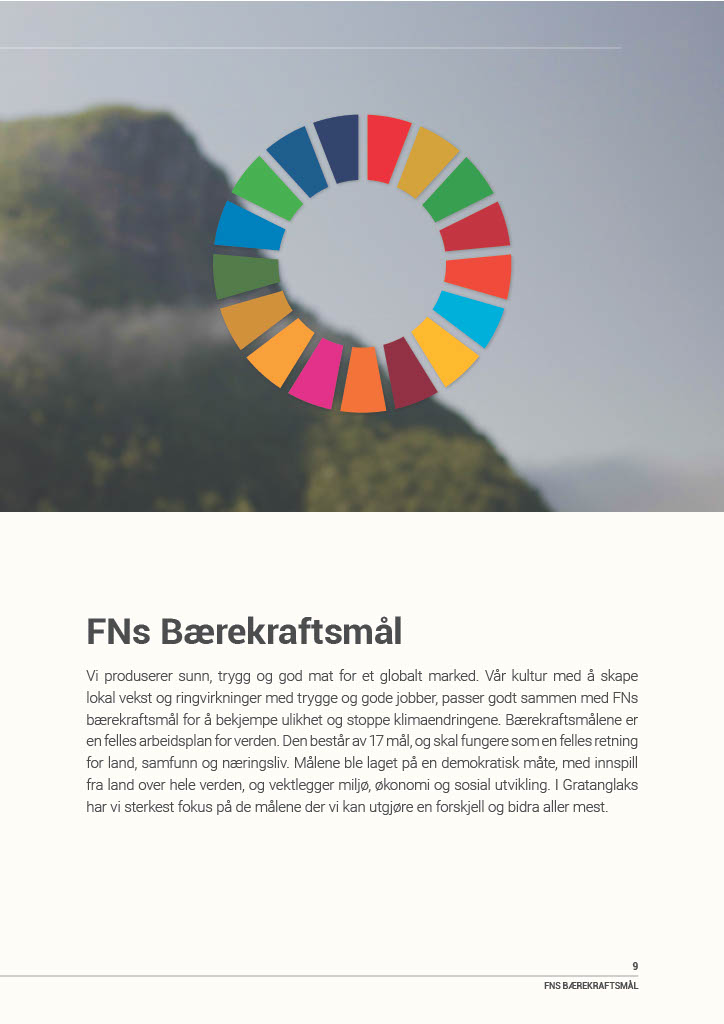 FNs Bærekraftsmål
Vi produserer sunn, trygg og god mat for et globalt marked. Vår kultur med å skape
lokal vekst og ringvirkninger med trygge og gode jobber, passer godt sammen med FNs
bærekraftsmål for å bekjempe ulikhet og stoppe klimaendringene. Bærekraftsmålene er
en felles arbeidsplan for verden. Den består av 17 mål, og skal fungere som en felles retning
for land, samfunn og næringsliv. Målene ble laget på en demokratisk måte, med innspill
fra land over hele verden, og vektlegger miljø, økonomi og sosial utvikling. I Gratanglaks
har vi sterkest fokus på de målene der vi kan utgjøre en forskjell og bidra aller mest.
9
FNS BÆREKRAFTSMÅL